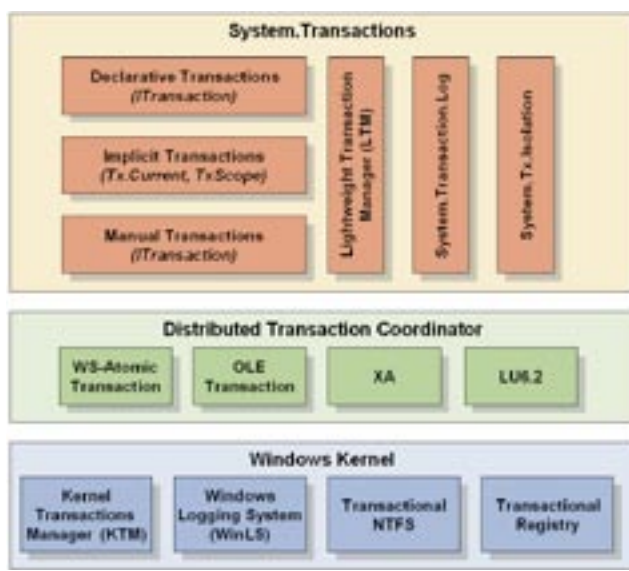 System.Transactions
Declarative Transactions
(ITransaction)
Implicit Transactions
(Tx.Current, TxScope)
Manual Transactions
(ITransaction)
Lightweight Transaction
Manager (LTM)
System.Transaction.Log
System.Tx.Isolation
Distributed Transaction Coordinator
WS-Atomic
Transaction
OLE
Transaction
XA
LU6.2
Windows Kernel
Kernel
Transactions
Manager (KTM)
Windows
Logging System
(WinLS)
Transactional
NTFS
Transactional
Registry